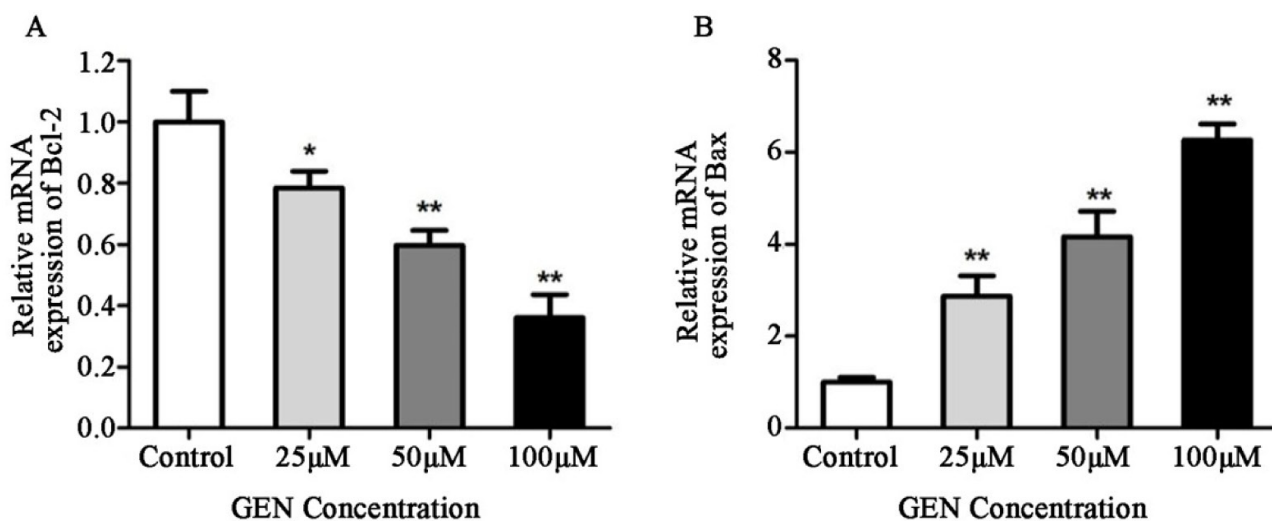 A
Relative mRNA
expression of Bcl-2
1.2
1.0
0.8
0.6
0.4
0.2
0.0
*
**
**
Control 25μM 50μM 100μM
GEN Concentration
B
Relative mRNA
expression of Bax
8
6
4
2
0
**
**
**
Control 25μM 50μM 100μM
GEN Concentration